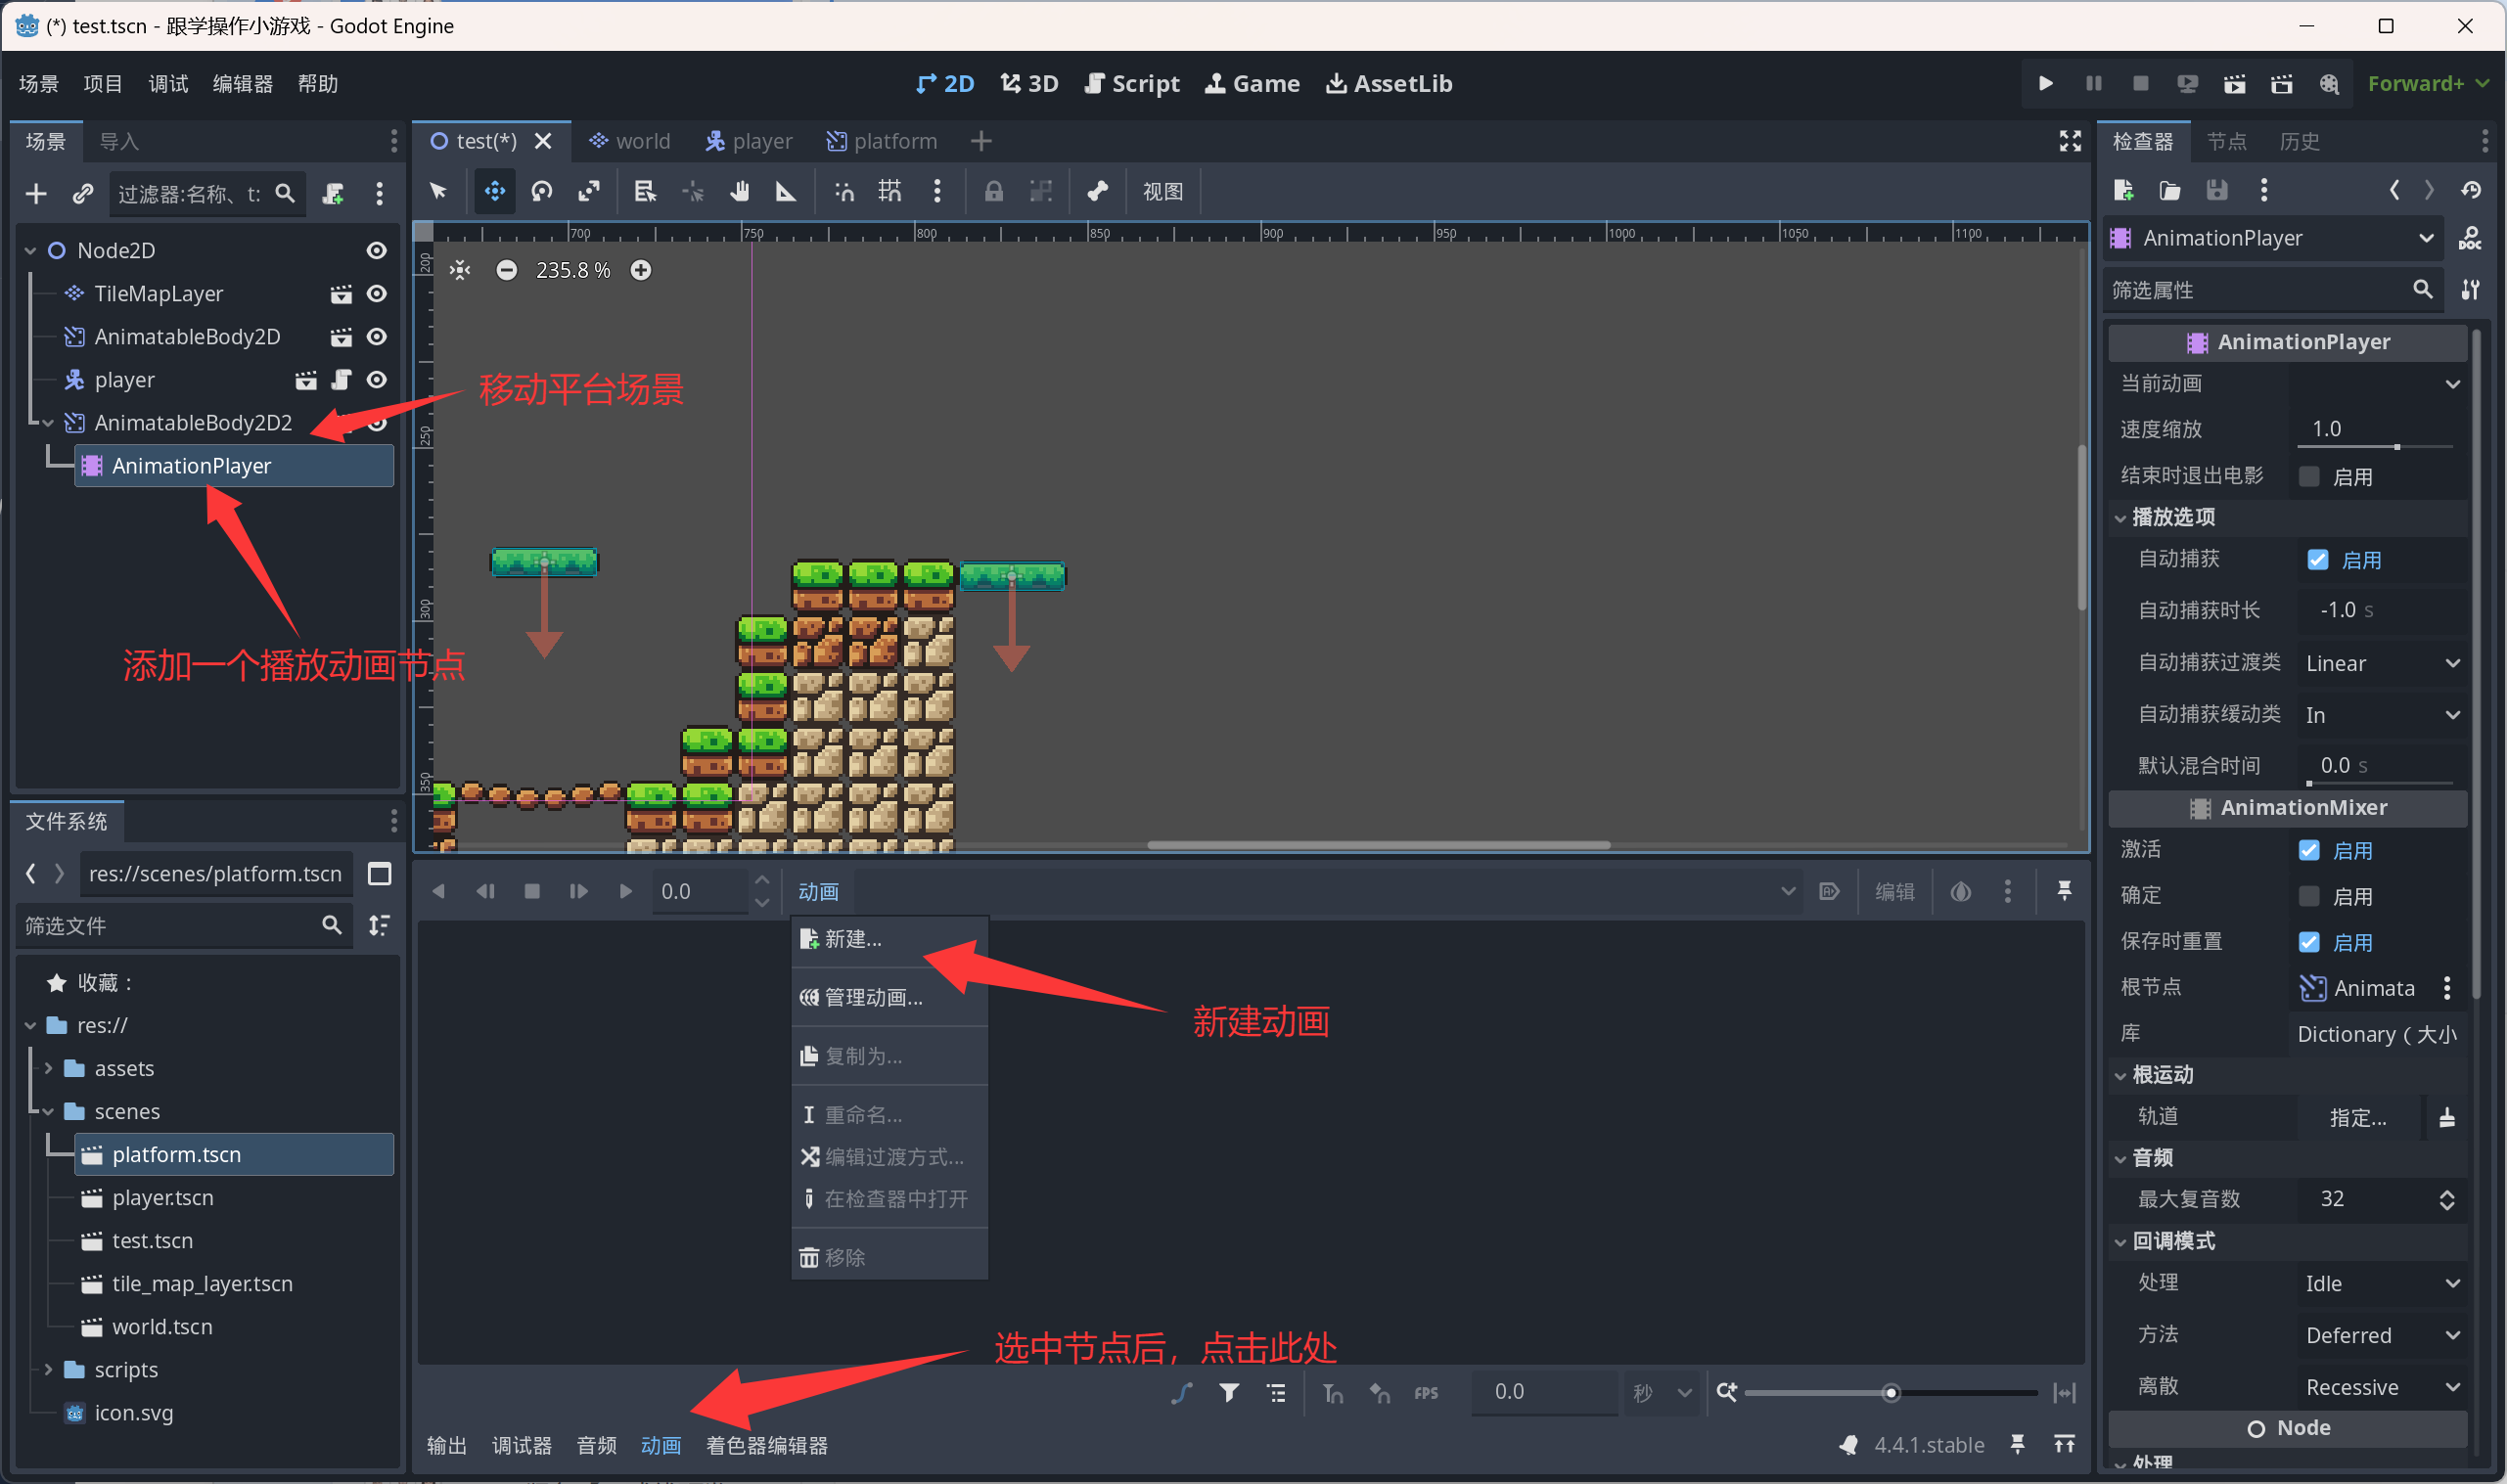 (*) test.tscn - 跟学操作小游戏 - Godot Engine
场景 项目 调试 编辑器 帮助
2D 3D Script Game AssetLib
Forward+
场景 导入
过滤器:名称、t:
Node2D
TileMapLayer
AnimatableBody2D
player
AnimatableBody2D2
AnimationPlayer
移动平台场景
添加一个播放动画节点
文件系统
res://scenes/platform.tscn
筛选文件
收藏：
res://
assets
scenes
platform.tscn
player.tscn
test.tscn
tile_map_layer.tscn
world.tscn
scripts
icon.svg
test(*) world player platform
视图
700 750 800 850 900 950 1000 1050 1100
200
250
300
350
235.8 %
0.0 动画 编辑
新建...
管理动画...
复制为...
重命名...
编辑过渡方式...
在检查器中打开
移除
新建动画
选中节点后，点击此处
FPS 0.0 秒
输出 调试器 音频 动画 着色器编辑器
4.4.1.stable
检查器 节点 历史
AnimationPlayer
DOC
筛选属性
AnimationPlayer
当前动画
速度缩放 1.0
结束时退出电影 启用
播放选项
自动捕获 启用
自动捕获时长 -1.0 s
自动捕获过渡类 Linear
自动捕获缓动类 In
默认混合时间 0.0 s
AnimationMixer
激活 启用
确定 启用
保存时重置 启用
根节点 Animata
库 Dictionary（大小
根运动
轨道 指定...
音频
最大复音数 32
回调模式
处理 Idle
方法 Deferred
离散 Recessive
Node
处理